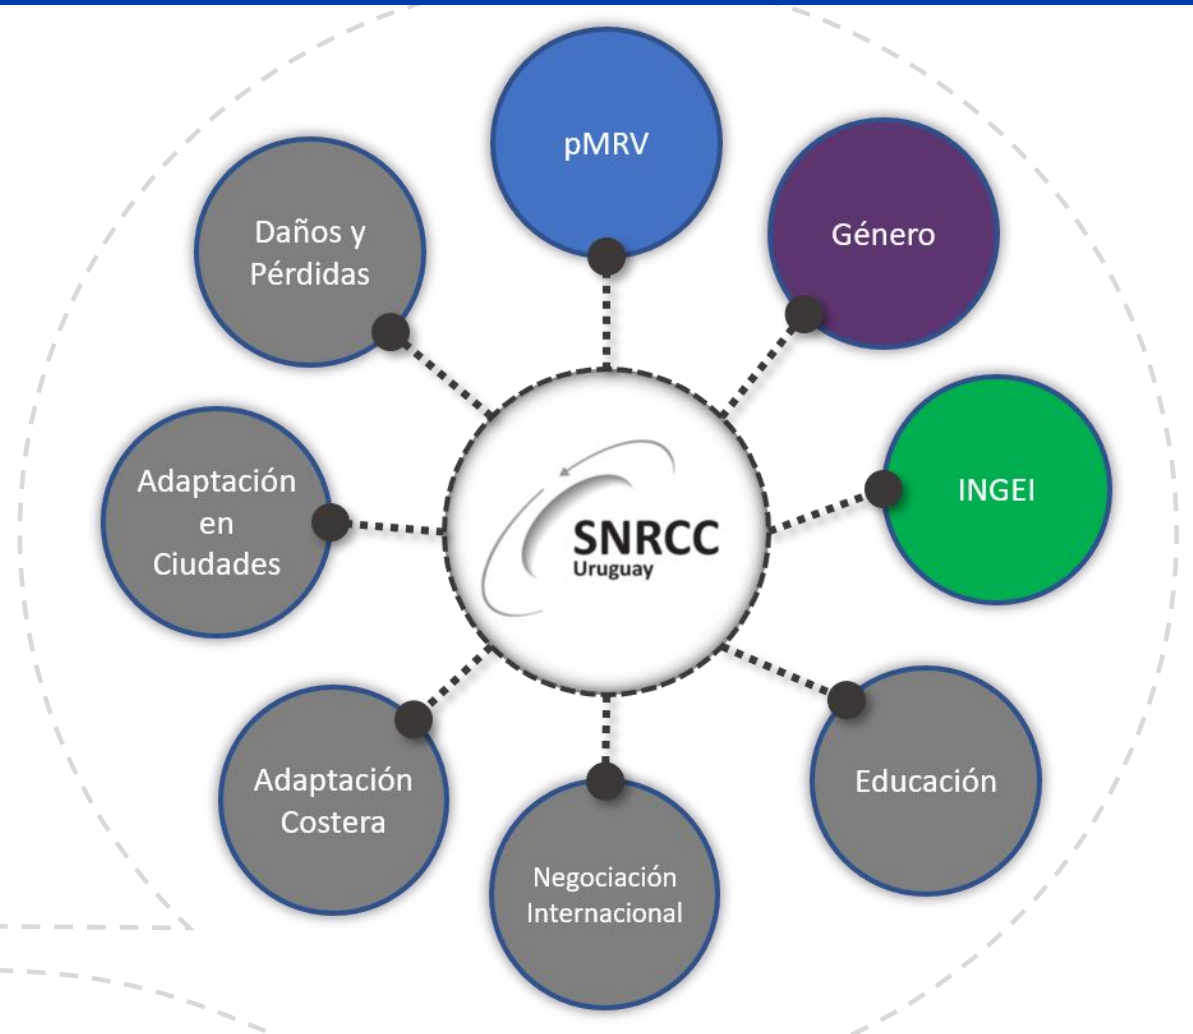 pMRV
Género
INGEI
Educación
Negociación
Internacional
Adaptación
Costera
Adaptación
en
Ciudades
Daños y
Pérdidas
SNRCC
Uruguay